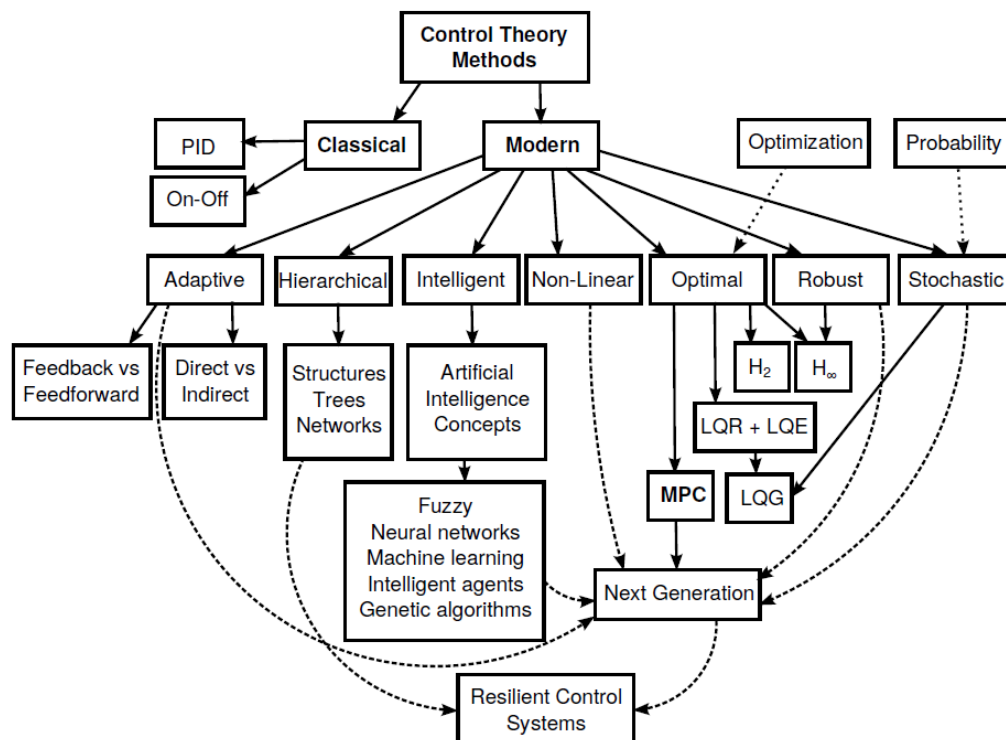 Control Theory
Methods
PID
Classical
Modern
Optimization
Probability
On-Off
Adaptive
Hierarchical
Intelligent
Non-Linear
Optimal
Robust
Stochastic
Feedback vs
Feedforward
Direct vs
Indirect
Structures
Trees
Networks
Artificial
Intelligence
Concepts
H₂
H∞
LQR + LQE
MPC
LQG
Fuzzy
Neural networks
Machine learning
Intelligent agents
Genetic algorithms
Next Generation
Resilient Control
Systems